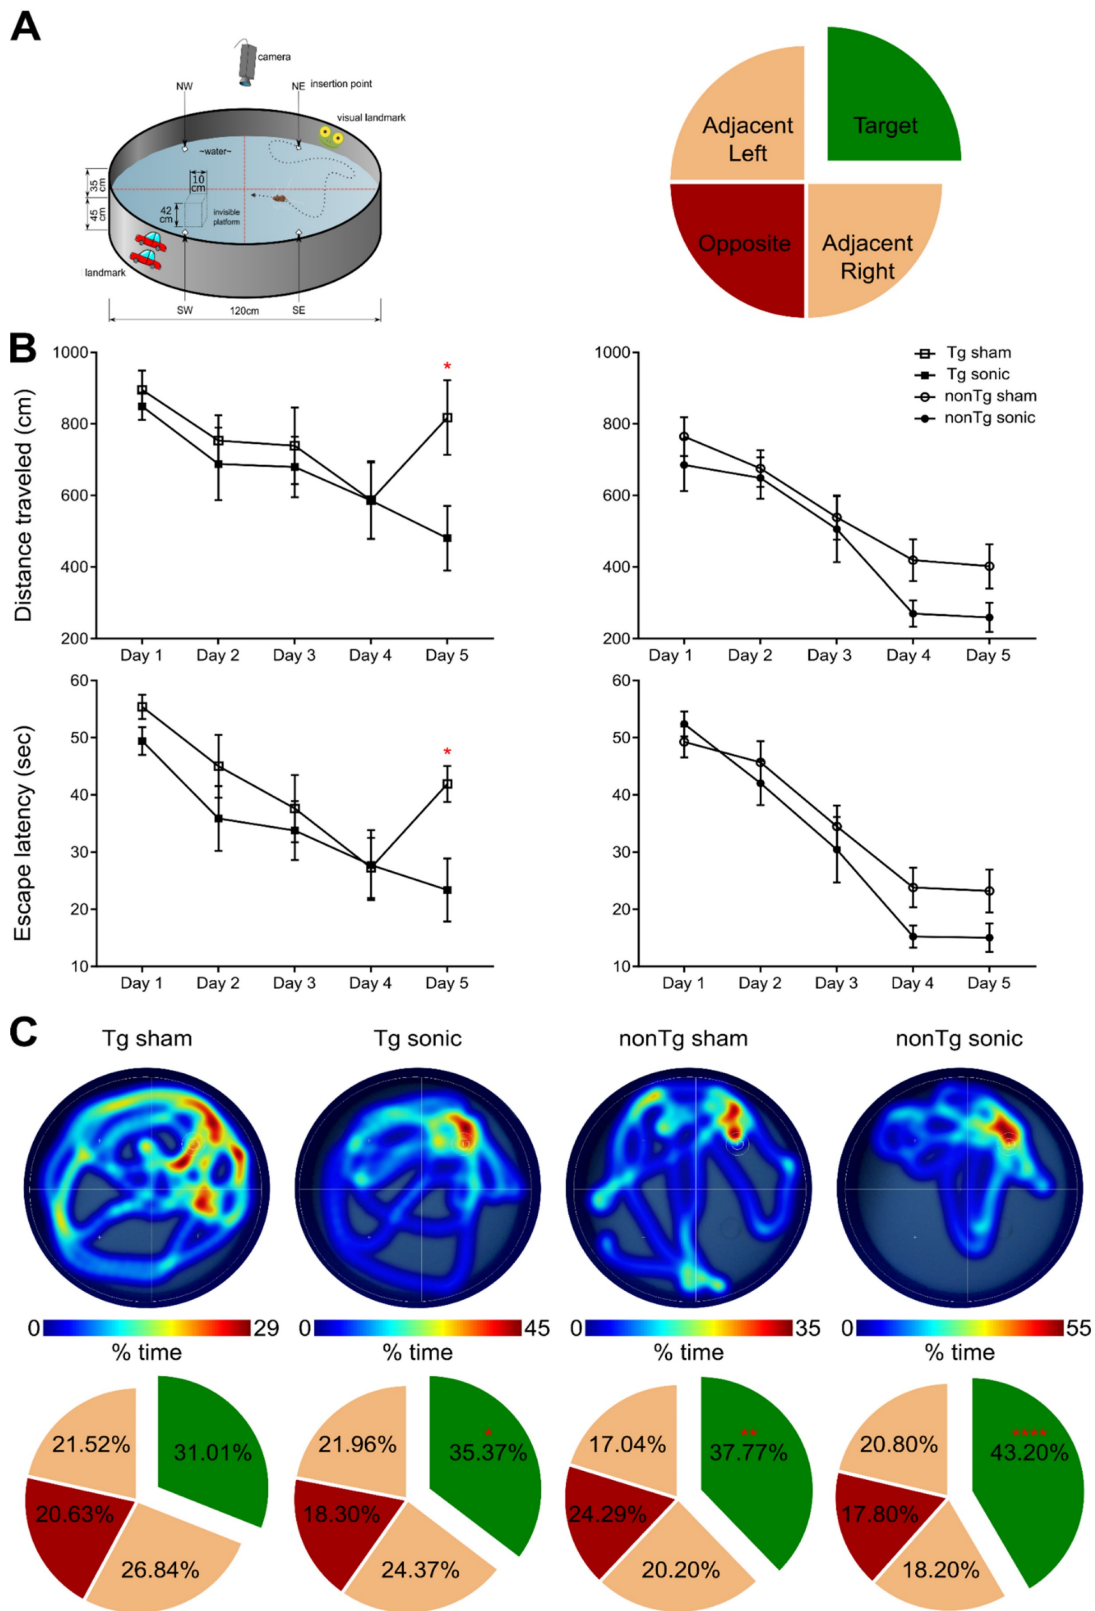 A
camera
NW
NE
insertion point
visual landmark
~water~
10
cm
35
cm
45
cm
42
cm
invisible
platform
landmark
SW
120cm
SE
Adjacent
Left
Target
Opposite
Adjacent
Right
B
Distance traveled (cm)
1000
800
600
400
200
*
Day 1
Day 2
Day 3
Day 4
Day 5
1000
800
600
400
200
Tg sham
Tg sonic
nonTg sham
nonTg sonic
Day 1
Day 2
Day 3
Day 4
Day 5
Escape latency (sec)
60
50
40
30
20
10
*
Day 1
Day 2
Day 3
Day 4
Day 5
60
50
40
30
20
10
Day 1
Day 2
Day 3
Day 4
Day 5
C
Tg sham
Tg sonic
nonTg sham
nonTg sonic
0
29
% time
0
45
% time
0
35
% time
0
55
% time
21.52%
31.01%
20.63%
26.84%
21.96%
*
35.37%
18.30%
24.37%
17.04%
**
37.77%
24.29%
20.20%
20.80%
****
43.20%
17.80%
18.20%